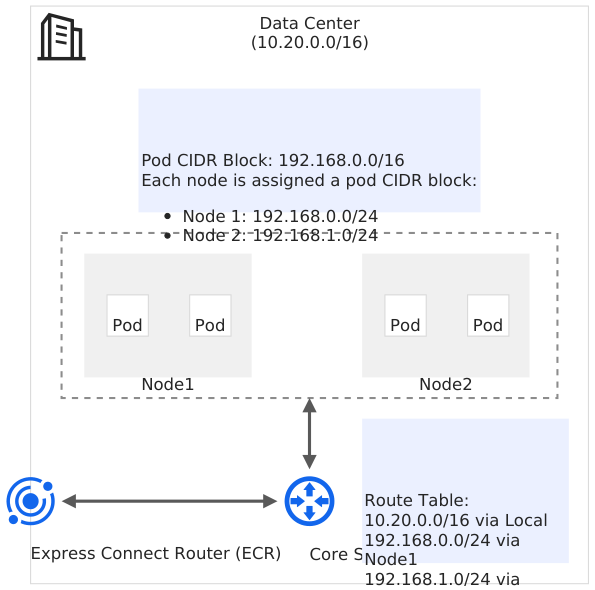 Data Center
(10.20.0.0/16)
Pod CIDR Block: 192.168.0.0/16
Each node is assigned a pod CIDR block:
• Node 1: 192.168.0.0/24
• Node 2: 192.168.1.0/24
Pod Pod Pod Pod
Node1 Node2
Route Table:
10.20.0.0/16 via Local
192.168.0.0/24 via
Node1
192.168.1.0/24 via
Express Connect Router (ECR) Core